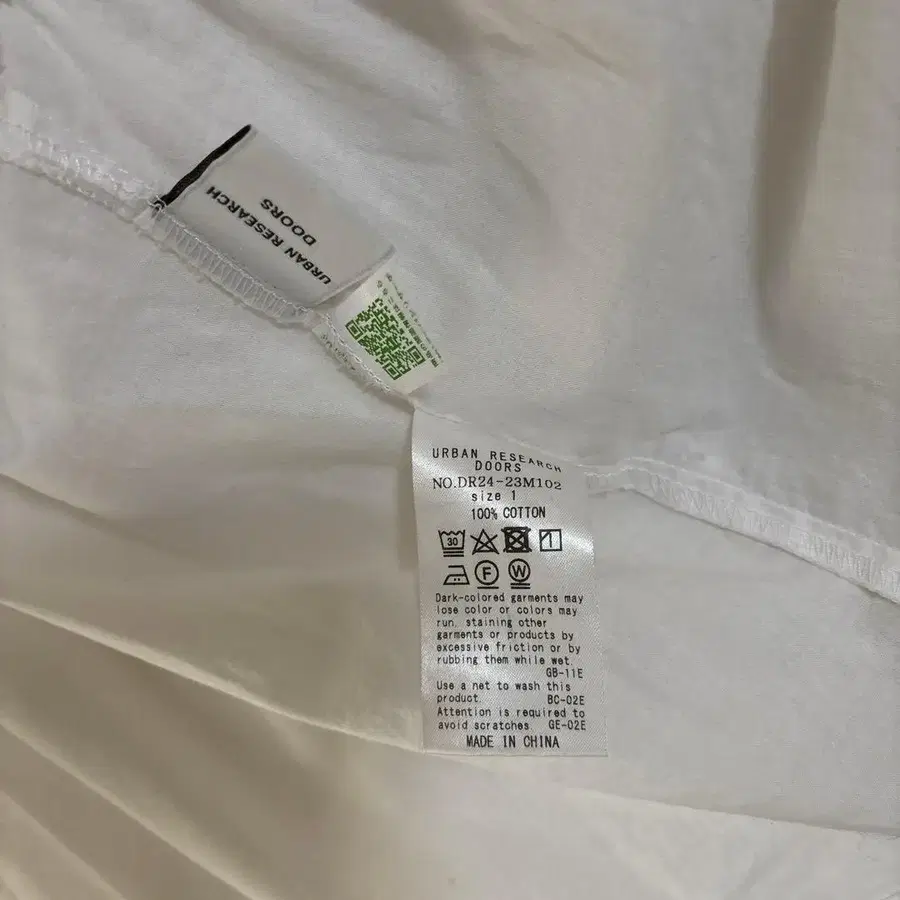 URBAN RESEARCH
DOORS
URBAN RESEARCH
DOORS
NO.DR24-23M102
size 1
100% COTTON
30
F W
Dark-colored garments may
lose color or colors may
run, staining other
garments or products by
excessive friction or by
rubbing them while wet.
GB-11E
Use a net to wash this
product. BC-02E
Attention is required to
avoid scratches GE-02E
MADE IN CHINA